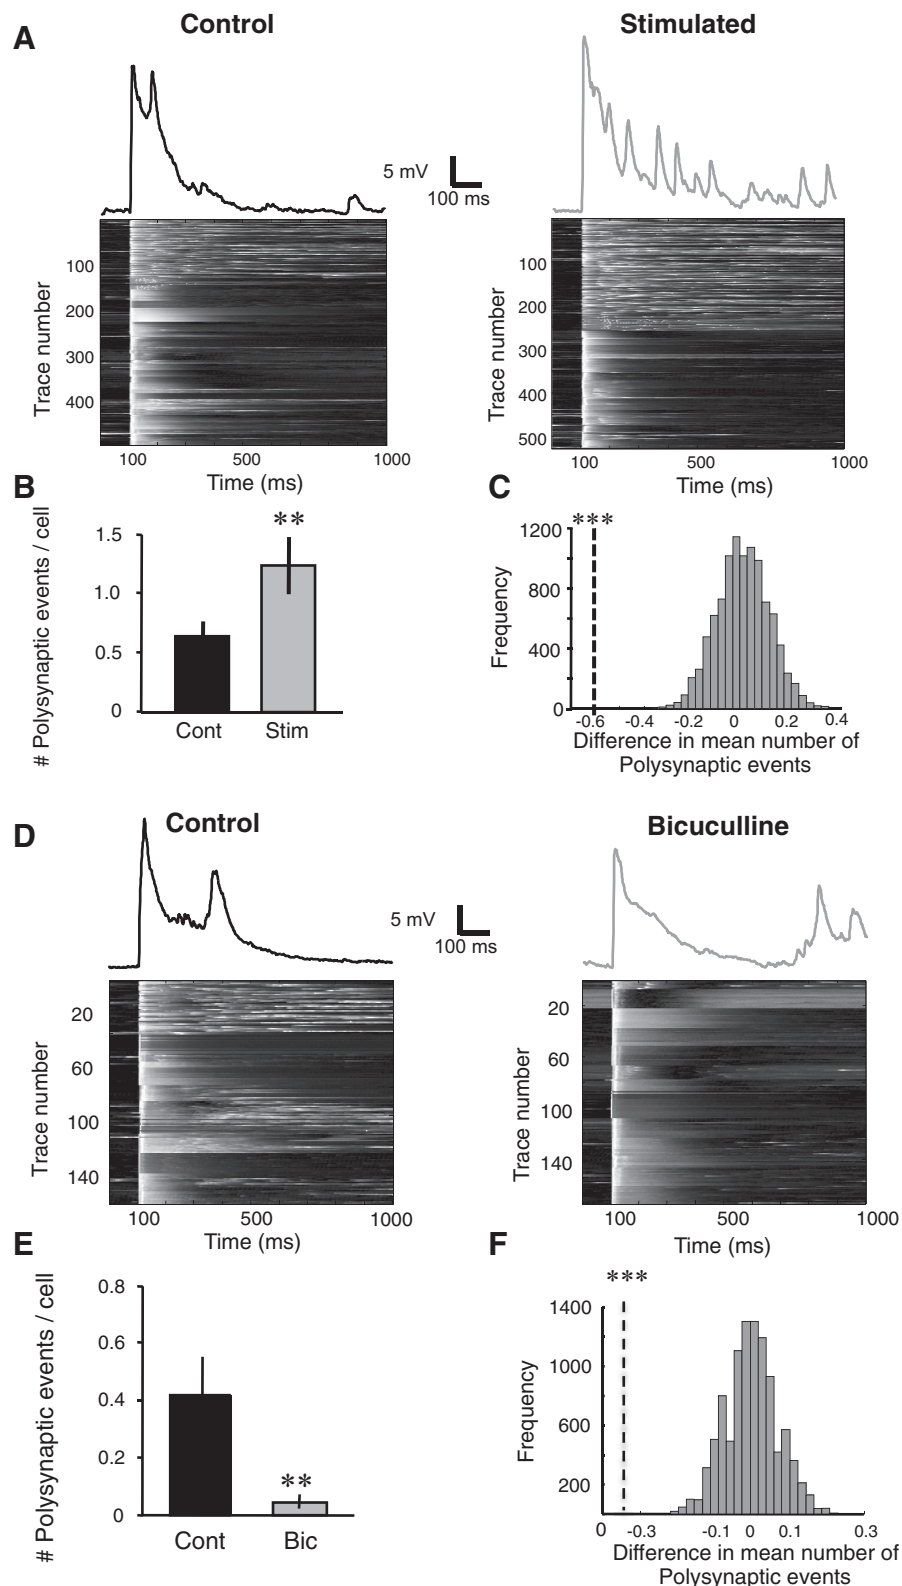 A
Control
Stimulated
5 mV
100 ms
Trace number
100
200
300
400
100
500
1000
Time (ms)
Trace number
100
200
300
400
500
100
500
1000
Time (ms)
B
# Polysynaptic events / cell
1.5
1.0
0.5
0
**
Cont
Stim
C
***
Frequency
1200
800
400
0
-0.6
-0.4
-0.2
0
0.2
0.4
Difference in mean number of
Polysynaptic events
D
Control
Bicuculline
5 mV
100 ms
Trace number
20
60
100
140
100
500
1000
Time (ms)
Trace number
20
60
100
140
100
500
1000
Time (ms)
E
# Polysynaptic events / cell
0.8
0.6
0.4
0.2
0
**
Cont
Bic
F
***
Frequency
1400
1000
600
200
0
-0.3
-0.1
0
0.1
0.3
Difference in mean number of
Polysynaptic events